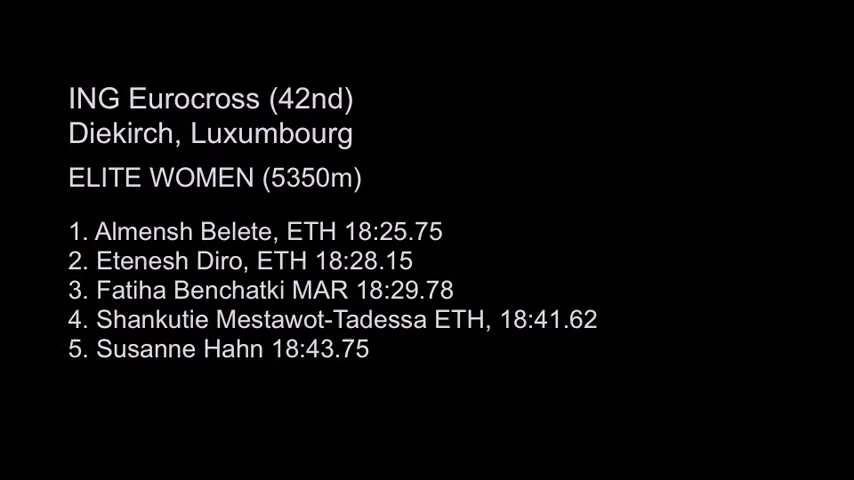 ING Eurocross (42nd)
Diekirch, Luxumbourg
ELITE WOMEN (5350m)
1. Almensh Belete, ETH 18:25.75
2. Etenesh Diro, ETH 18:28.15
3. Fatiha Benchatki MAR 18:29.78
4. Shankutie Mestawot-Tadessa ETH, 18:41.62
5. Susanne Hahn 18:43.75